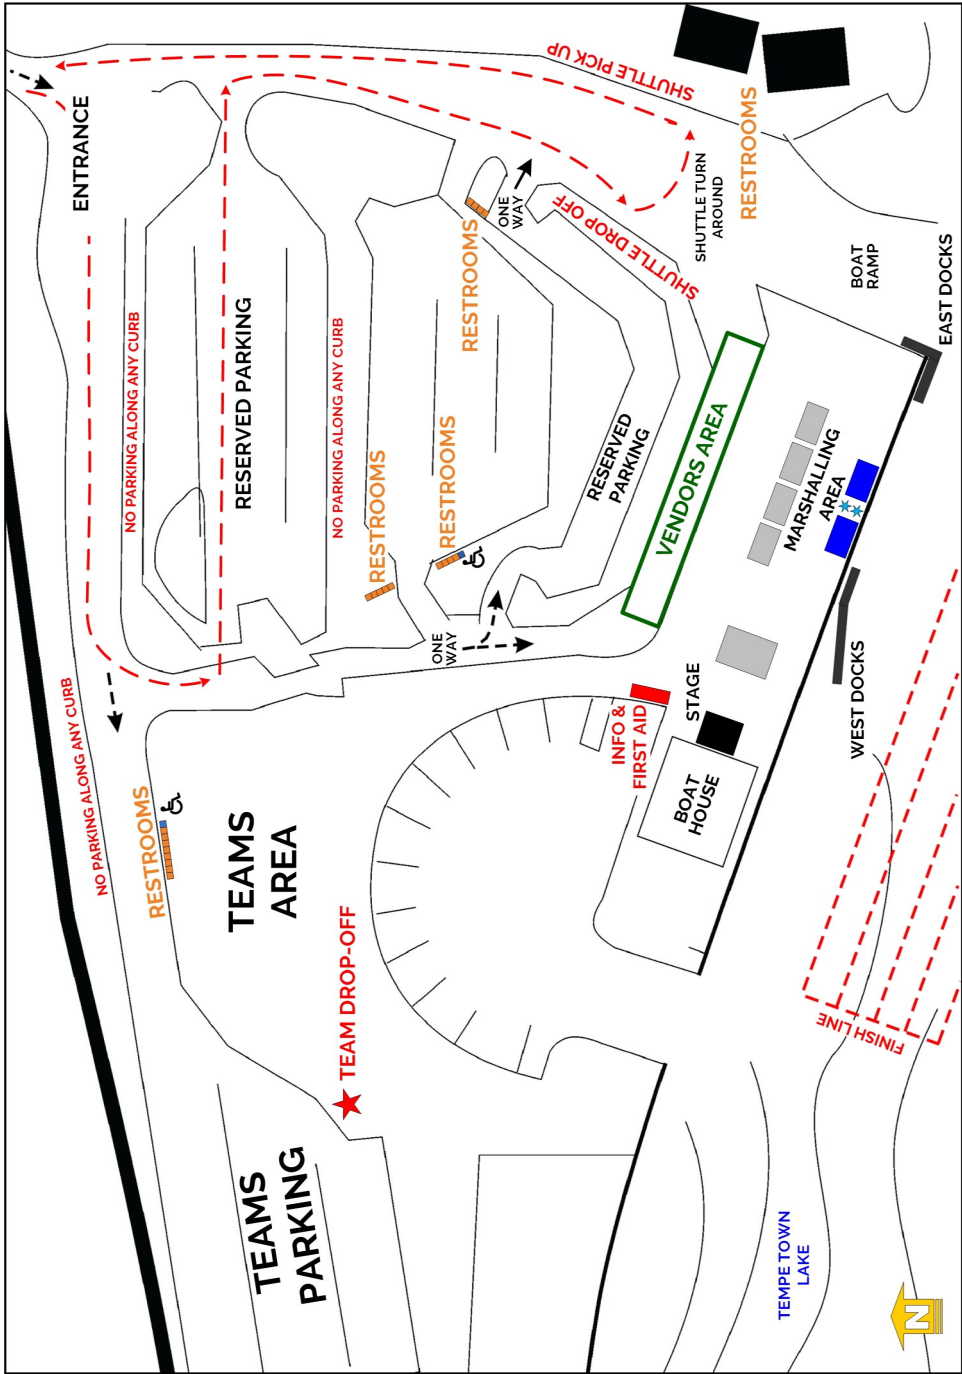 SHUTTLE PICK UP
ENTRANCE
RESTROOMS
SHUTTLE TURN
AROUND
ONE
WAY
SHUTTLE DROP OFF
RESTROOMS
BOAT
RAMP
EAST DOCKS
NO PARKING ALONG ANY CURB
RESERVED PARKING
NO PARKING ALONG ANY CURB
RESTROOMS
RESTROOMS
RESERVED
PARKING
VENDORS AREA
MARSHALLING
AREA
ONE
WAY
WEST DOCKS
STAGE
INFO &
FIRST AID
BOAT
HOUSE
NO PARKING ALONG ANY CURB
RESTROOMS
TEAMS
AREA
TEAM DROP-OFF
FINISH LINE
TEAMS
PARKING
TEMPE TOWN
LAKE
N